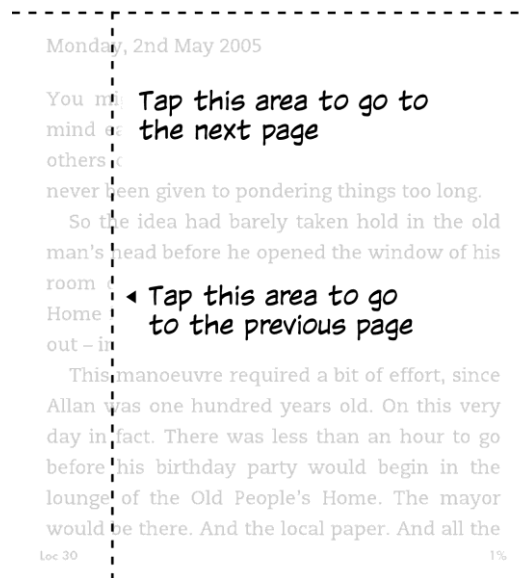 Monday, 2nd May 2005
You
Tap this area to go to
mind
the next page
others
never been given to pondering things too long.
So the idea had barely taken hold in the old
man's head before he opened the window of his
room
Tap this area to go
Home
to the previous page
out –
This manoeuvre required a bit of effort, since
Allan was one hundred years old. On this very
day in fact. There was less than an hour to go
before his birthday party would begin in the
lounge of the Old People's Home. The mayor
would be there. And the local paper. And all the
Loc 30 1%